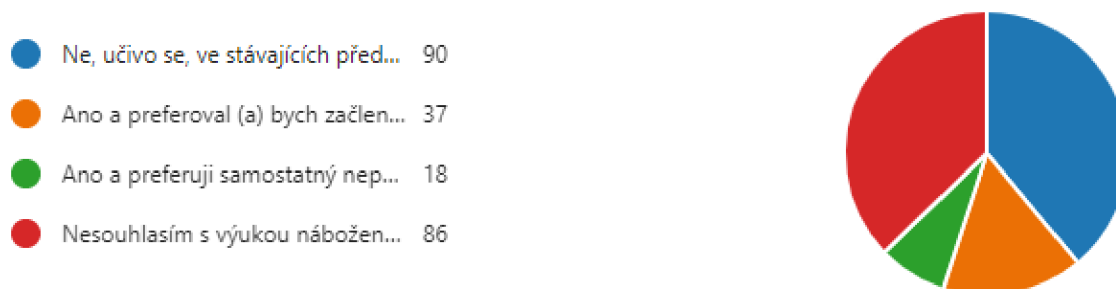 Ne, učivo se, ve stávajících před... 90
Ano a preferoval (a) bych začlen... 37
Ano a preferuji samostatný nep... 18
Nesouhlasím s výukou nábožen... 86